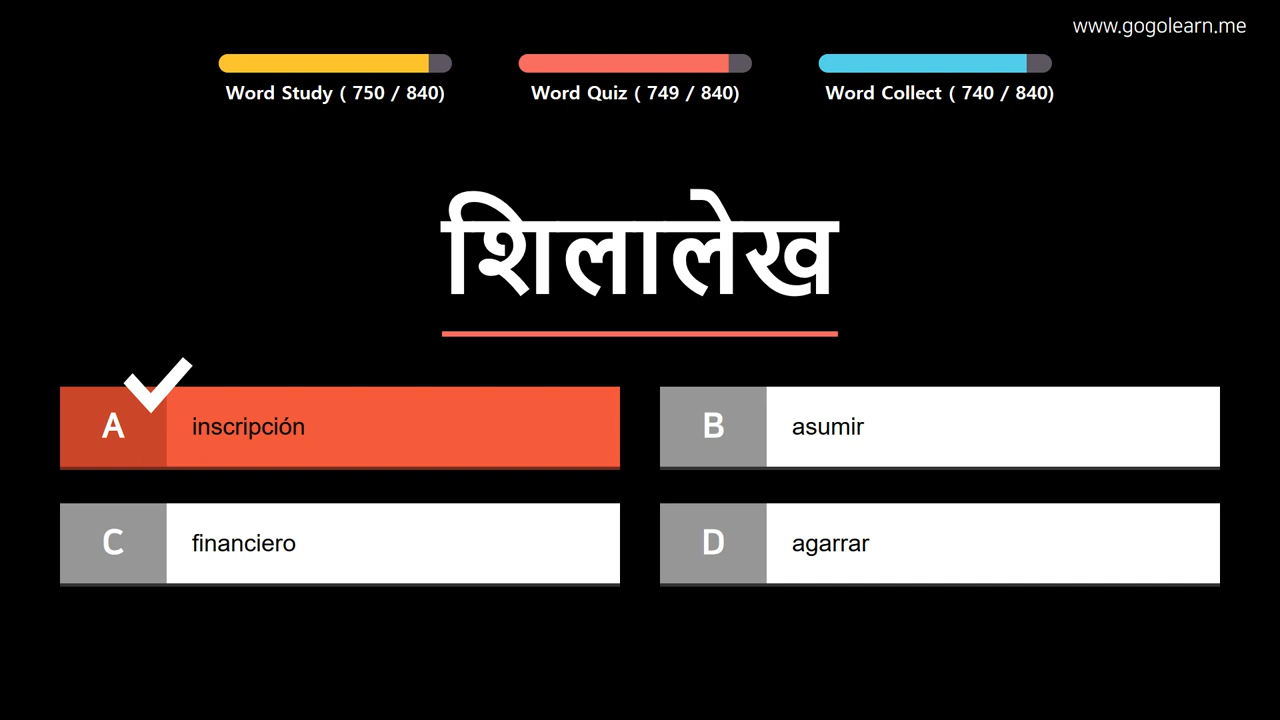 www.gogolearn.me
Word Study ( 750 / 840)
Word Quiz ( 749 / 840)
Word Collect ( 740 / 840)
शिलालेख
A inscripción
B asumir
C financiero
D agarrar